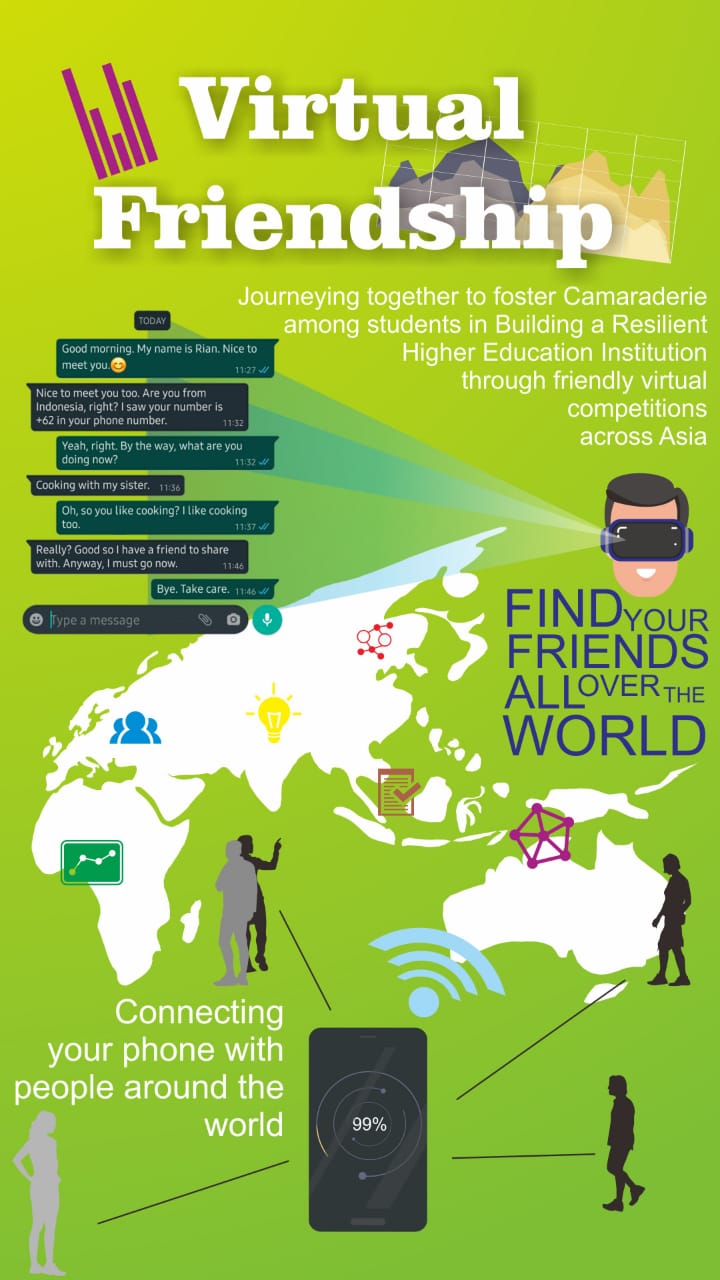 Virtual
Friendship
Journeying together to foster Camaraderie
among students in Building a Resilient
Higher Education Institution
through friendly virtual
competitions
across Asia
TODAY
Good morning. My name is Rian. Nice to
meet you.😊
11:27
Nice to meet you too. Are you from
Indonesia, right? I saw your number is
+62 in your phone number.
11:32
Yeah, right. By the way, what are you
doing now?
11:32
Cooking with my sister. 11:36
Oh, so you like cooking? I like cooking
too.
11:37
Really? Good so I have a friend to share
with. Anyway, I must go now.
11:46
Bye. Take care. 11:46
Type a message
FIND YOUR
FRIENDS
ALL OVER THE
WORLD
Connecting
your phone with
people around the
world
99%